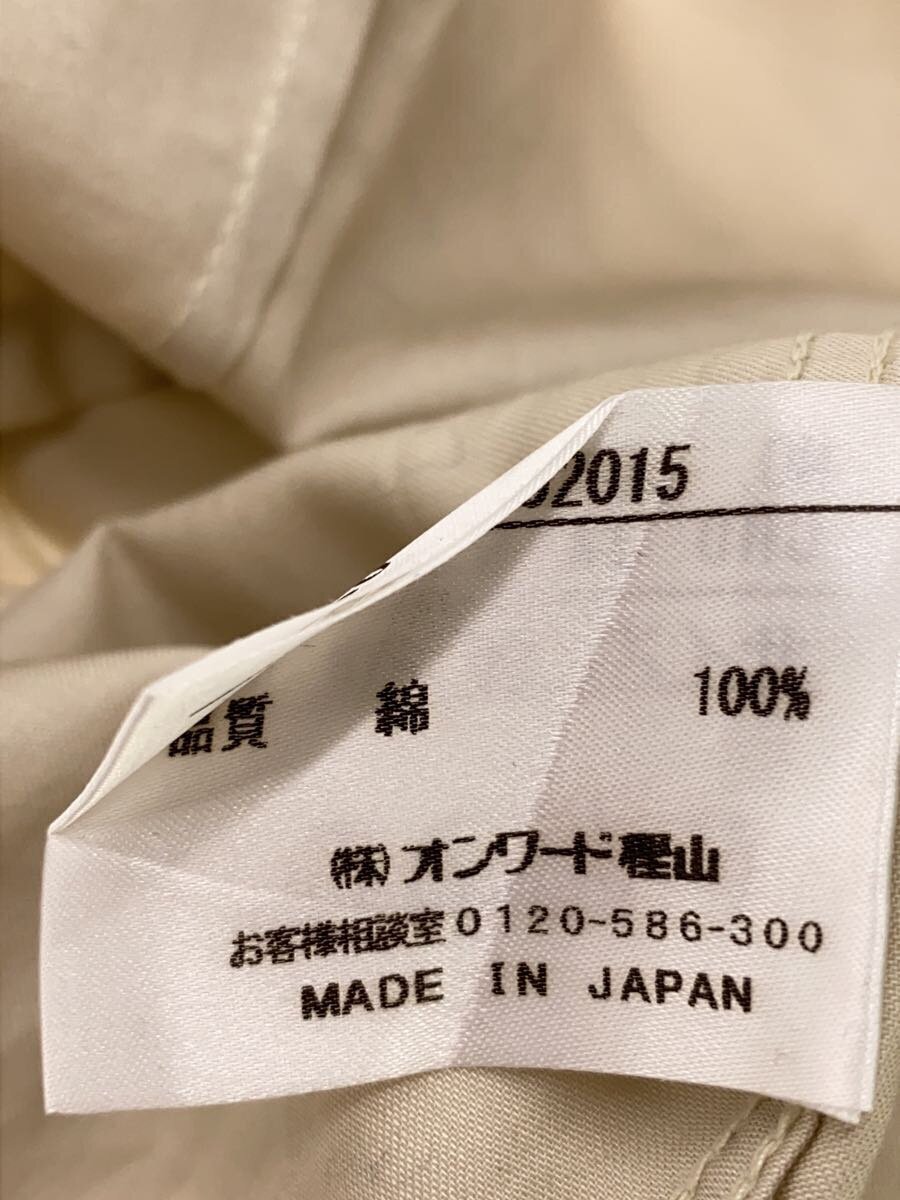 2015
品質 綿 100%
(株)オンワード樫山
お客様相談室0120-586-300
MADE IN JAPAN